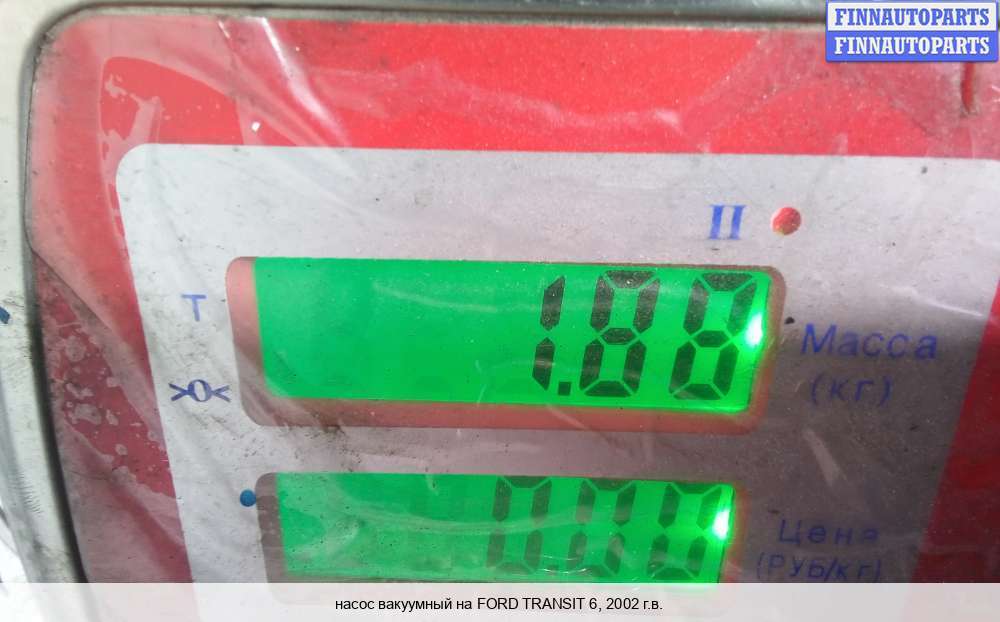 FINNAUTOPARTS
FINNAUTOPARTS
II
T
1.88
Масса
(кг)
>0<
0.00
Цена
(РУБ/КГ)
насос вакуумный на FORD TRANSIT 6, 2002 г.в.